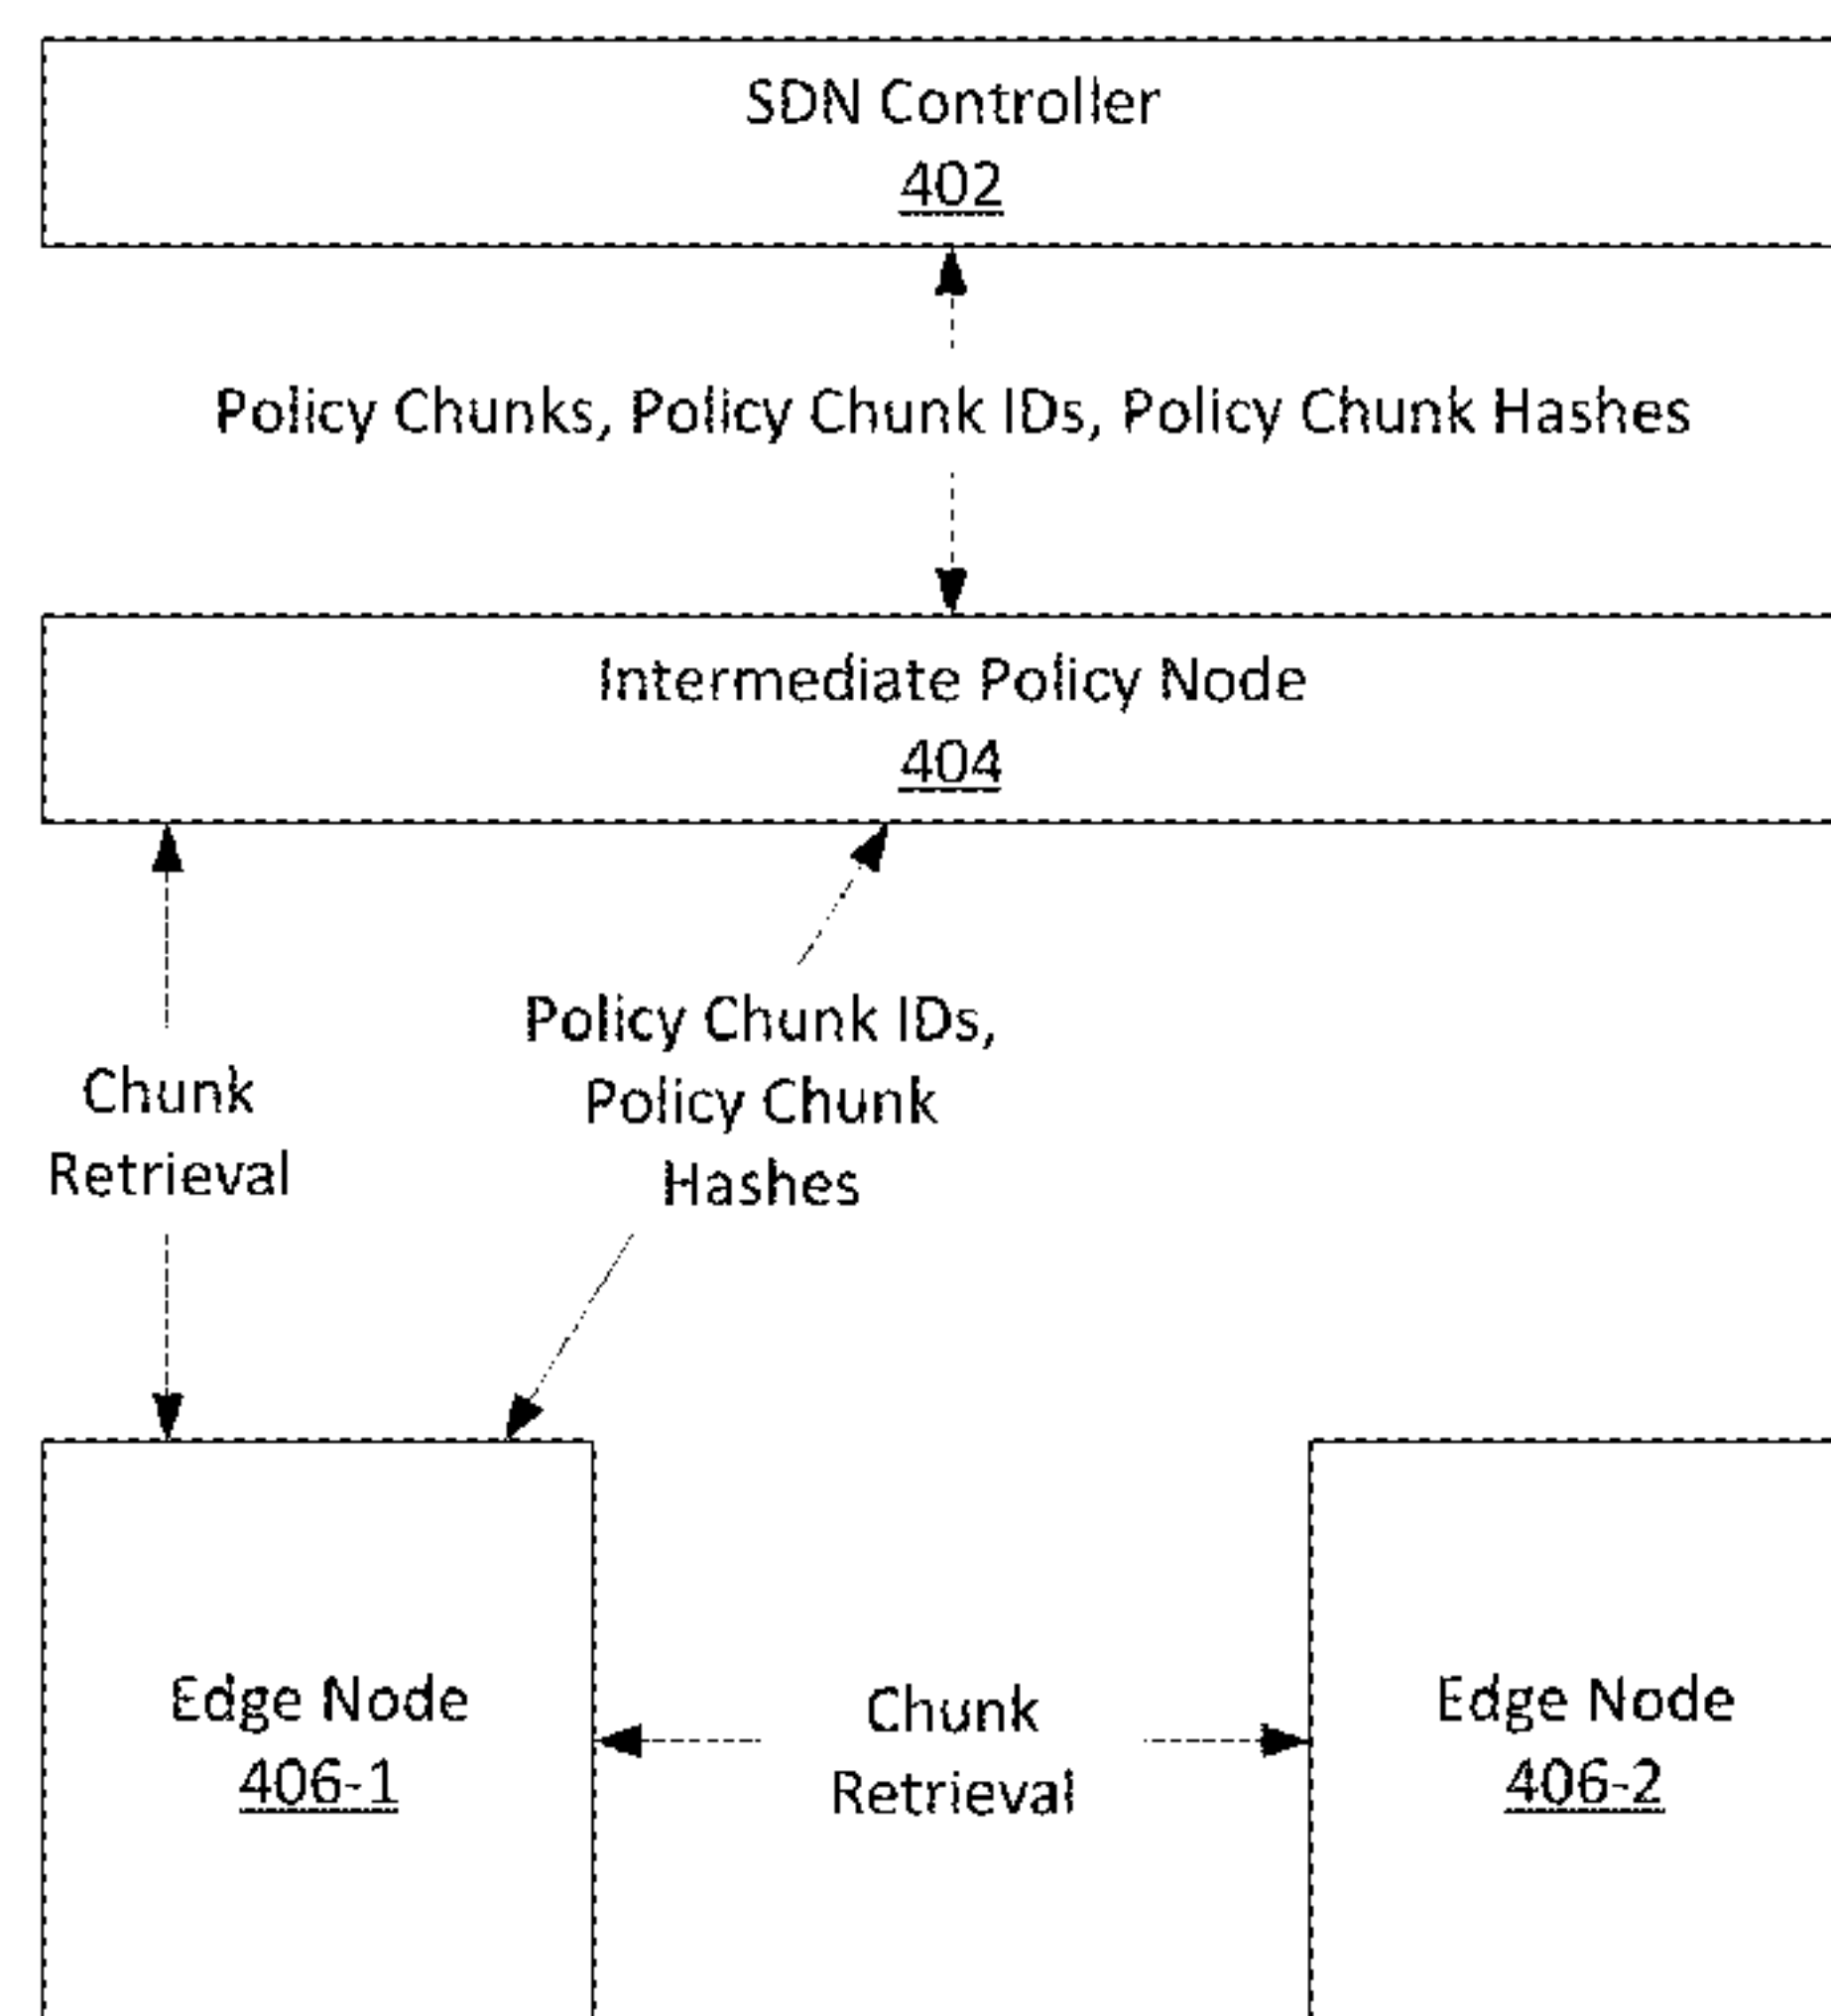 SDN Controller
402
Policy Chunks, Policy Chunk IDs, Policy Chunk Hashes
Intermediate Policy Node
404
Policy Chunk IDs,
Policy Chunk
Hashes
Chunk
Retrieval
Edge Node
406-1
Chunk
Retrieval
Edge Node
406-2